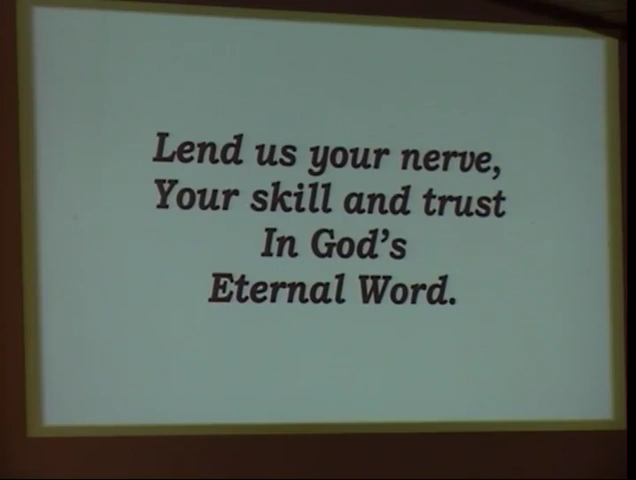 Lend us your nerve,
Your skill and trust
In God's
Eternal Word.